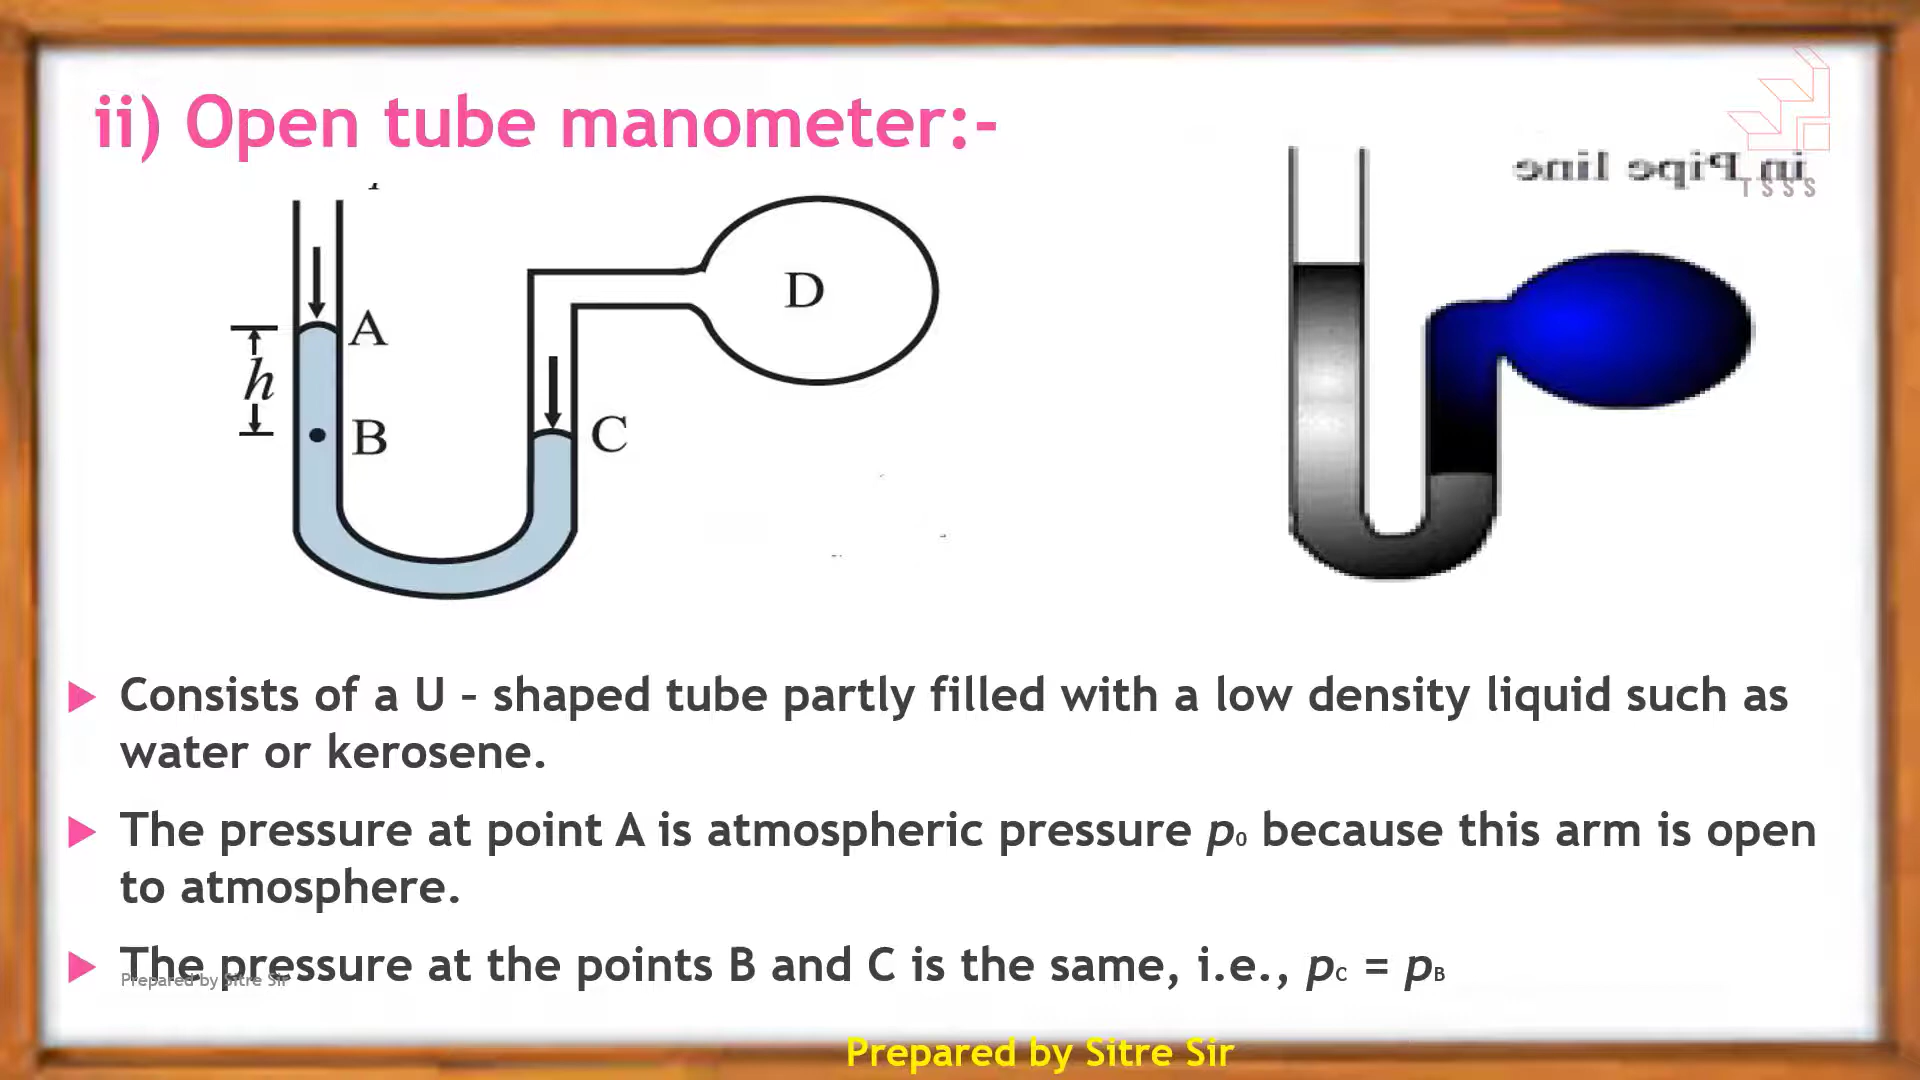 ii) Open tube manometer:-
in Pipe line
TSSS
A
D
h
B
C
Consists of a U – shaped tube partly filled with a low density liquid such as
water or kerosene.
The pressure at point A is atmospheric pressure p₀ because this arm is open
to atmosphere.
The pressure at the points B and C is the same, i.e., pC = pB
Prepared by Sitre Sir
Prepared by Sitre Sir